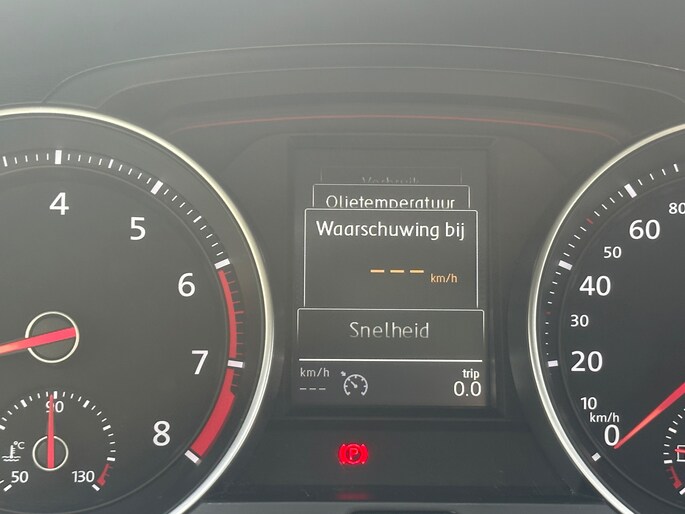 Verbruik
Olietemperatuur
Waarschuwing bij
--- km/h
Snelheid
km/h
---
trip
0.0
4
5
6
7
8
90
°C
50
130
P
80
60
50
40
30
20
10
km/h
0